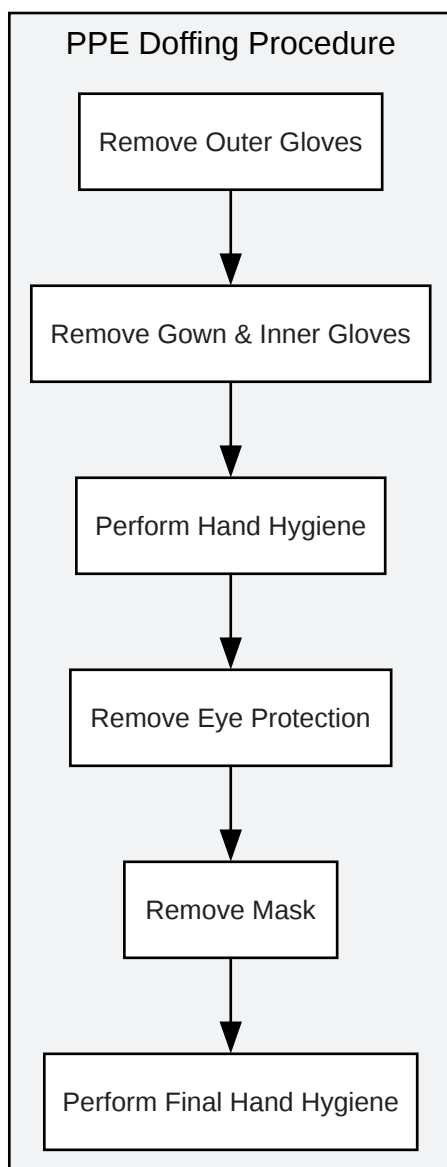 PPE Doffing Procedure
Remove Outer Gloves
Remove Gown & Inner Gloves
Perform Hand Hygiene
Remove Eye Protection
Remove Mask
Perform Final Hand Hygiene